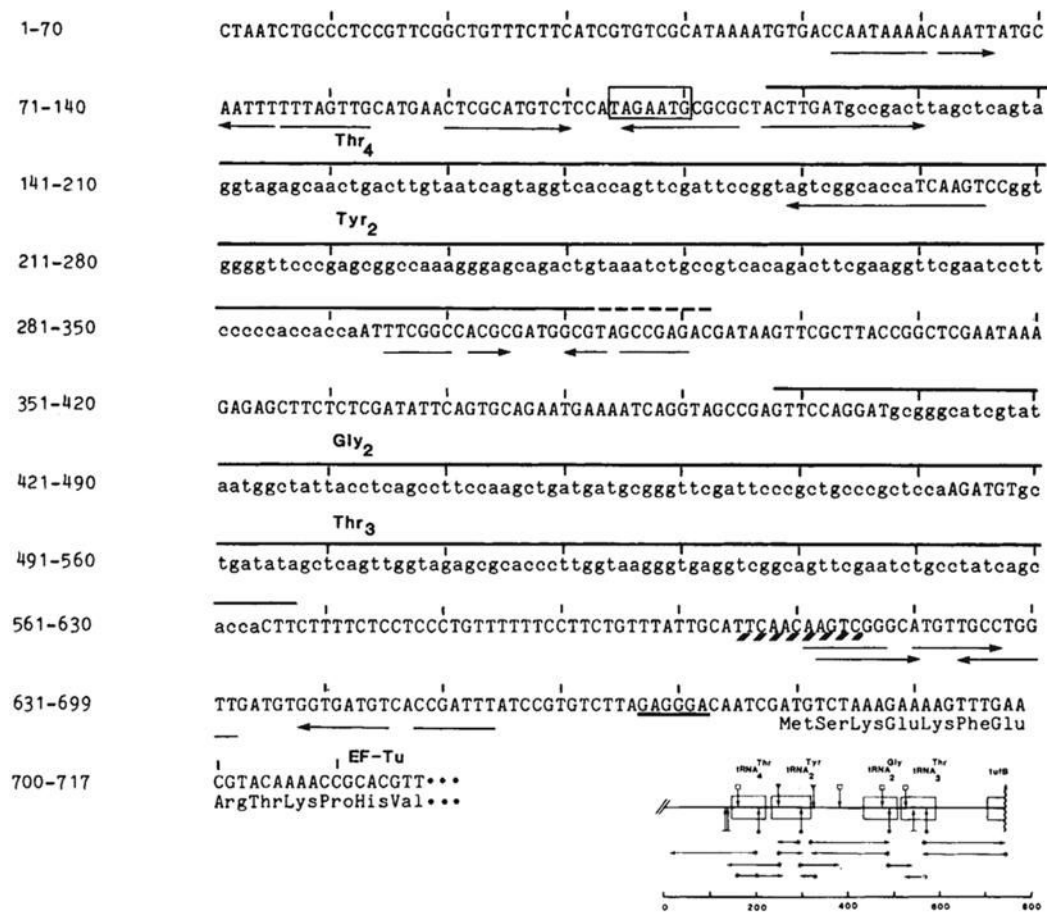 1-70 CTAATCTGCCCTCCGTTCGGCTGTTTCTTCATCGTGTCGCATAAAATGTGACCAATAAAACAAATTATGC
71-140 AATTTTTTAGTTGCATGAACTCGCATGTCTCCATAGAATGCGCGCTACTTGATgccgacttagctcagta
Thr4
141-210 ggtagagcaactgacttgtaatcagtaggtcaccagttcgattccggtagtcggcaccaTCAAGTCCggt
Tyr2
211-280 ggggttcccgagcggccaaagggagcagactgtaaatctgccgtcacagacttcgaaggttcgaatcctt
281-350 cccccaccaccaATTTCGGCCACGCGATGGCGTAGCCGAGACGATAAGTTCGCTTACCGGCTCGAATAAA
351-420 GAGAGCTTCTCTCGATATTCAGTGCAGAATGAAAATCAGGTAGCCGAGTTCCAGGATgcgggcatcgtat
Gly2
421-490 aatggctattacctcagccttccaagctgatgatgcgggttcgattcccgctgcccgctccaAGATGTgc
Thr3
491-560 tgatatagctcagttggtagagcgcacccttggtaagggtgaggtcggcagttcgaatctgcctatcagc
561-630 accaCTTCTTTTCTCCTCCCTGTTTTTTCCTTCTGTTTATTGCATTCAACAAGTCGGGCATGTTGCCTGG
631-699 TTGATGTGGTGATGTCACCGATTTATCCGTGTCTTAGAGGGACAATCGATGTCTAAAGAAAAGTTTGAA
MetSerLysGluLysPheGlu
EF-Tu
700-717 CGTACAAAACCGCACGTT•••
ArgThrLysProHisVal•••
tRNA4Thr tRNA2Tyr tRNA2Gly tRNA3Thr tufB
0 200 400 600 800